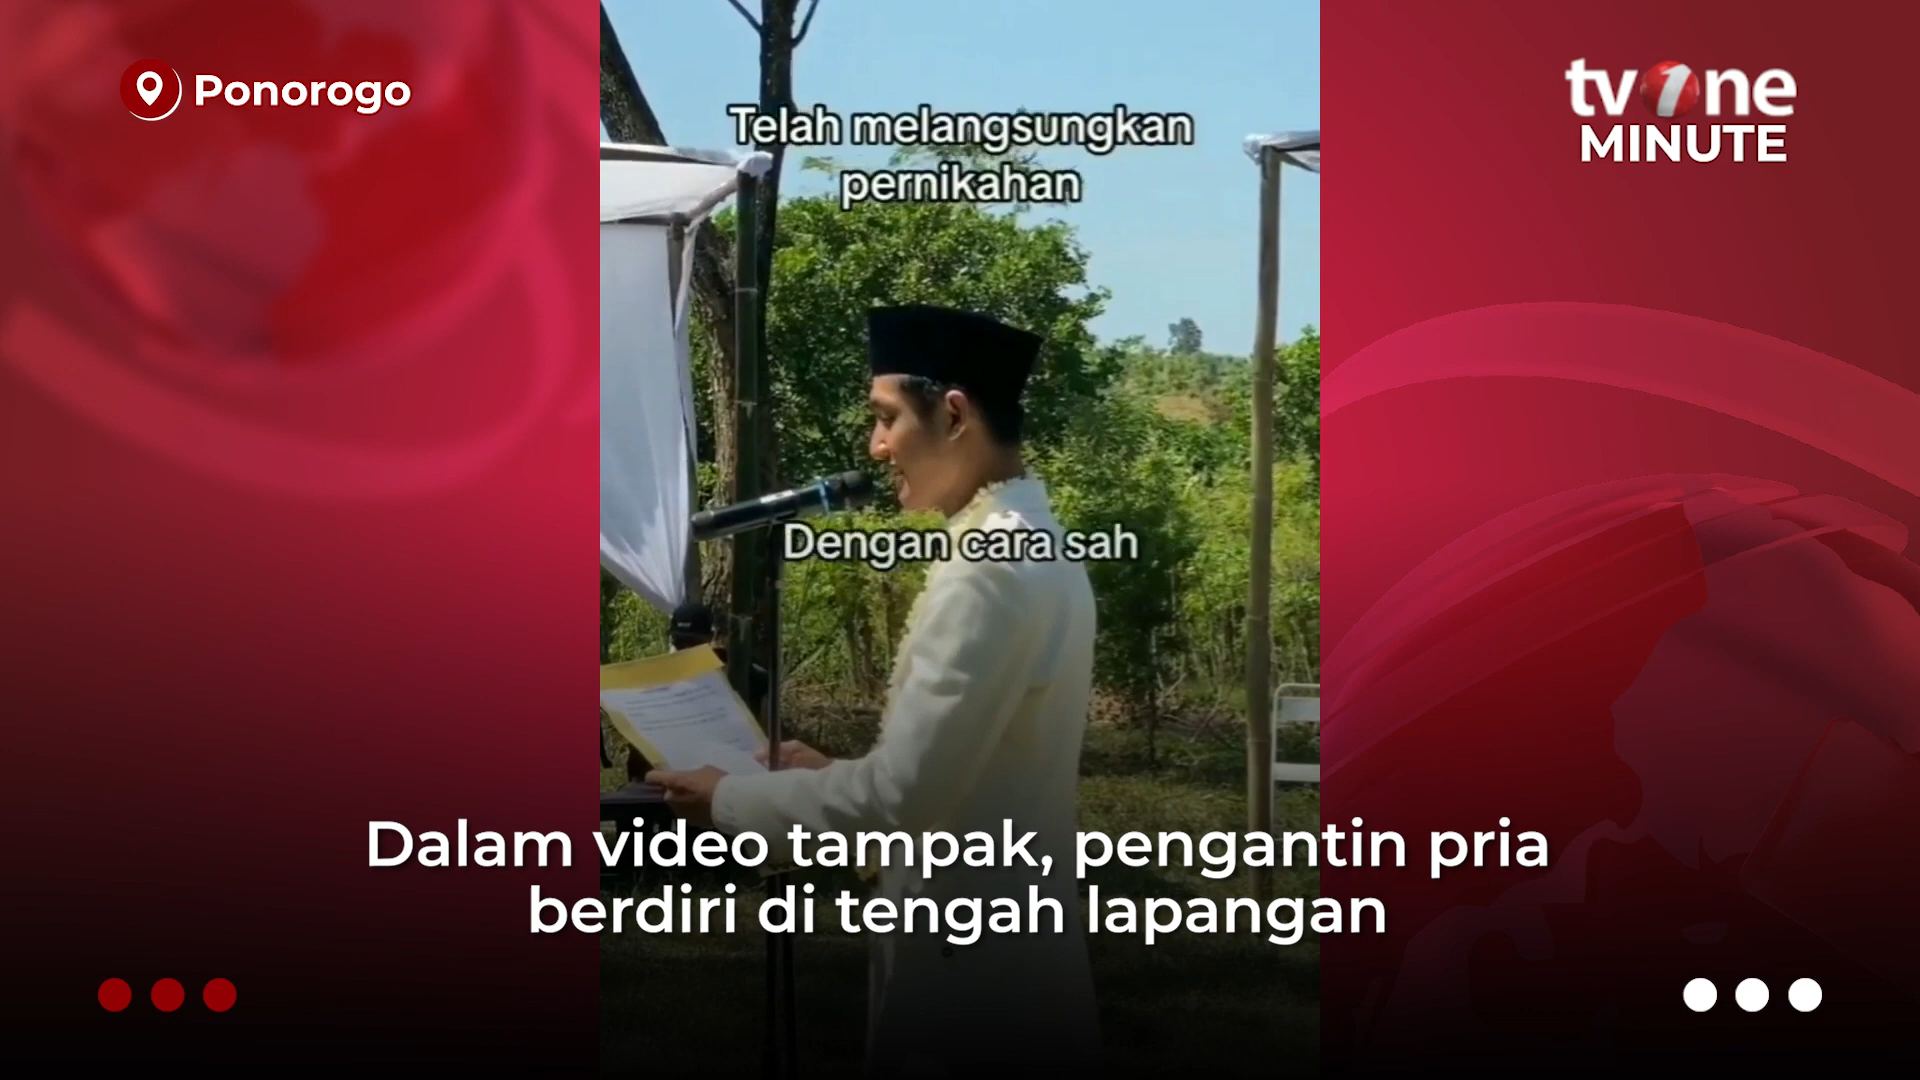 Ponorogo
tvOne
MINUTE
Telah melangsungkan
pernikahan
Dengan cara sah
Dalam video tampak, pengantin pria
berdiri di tengah lapangan